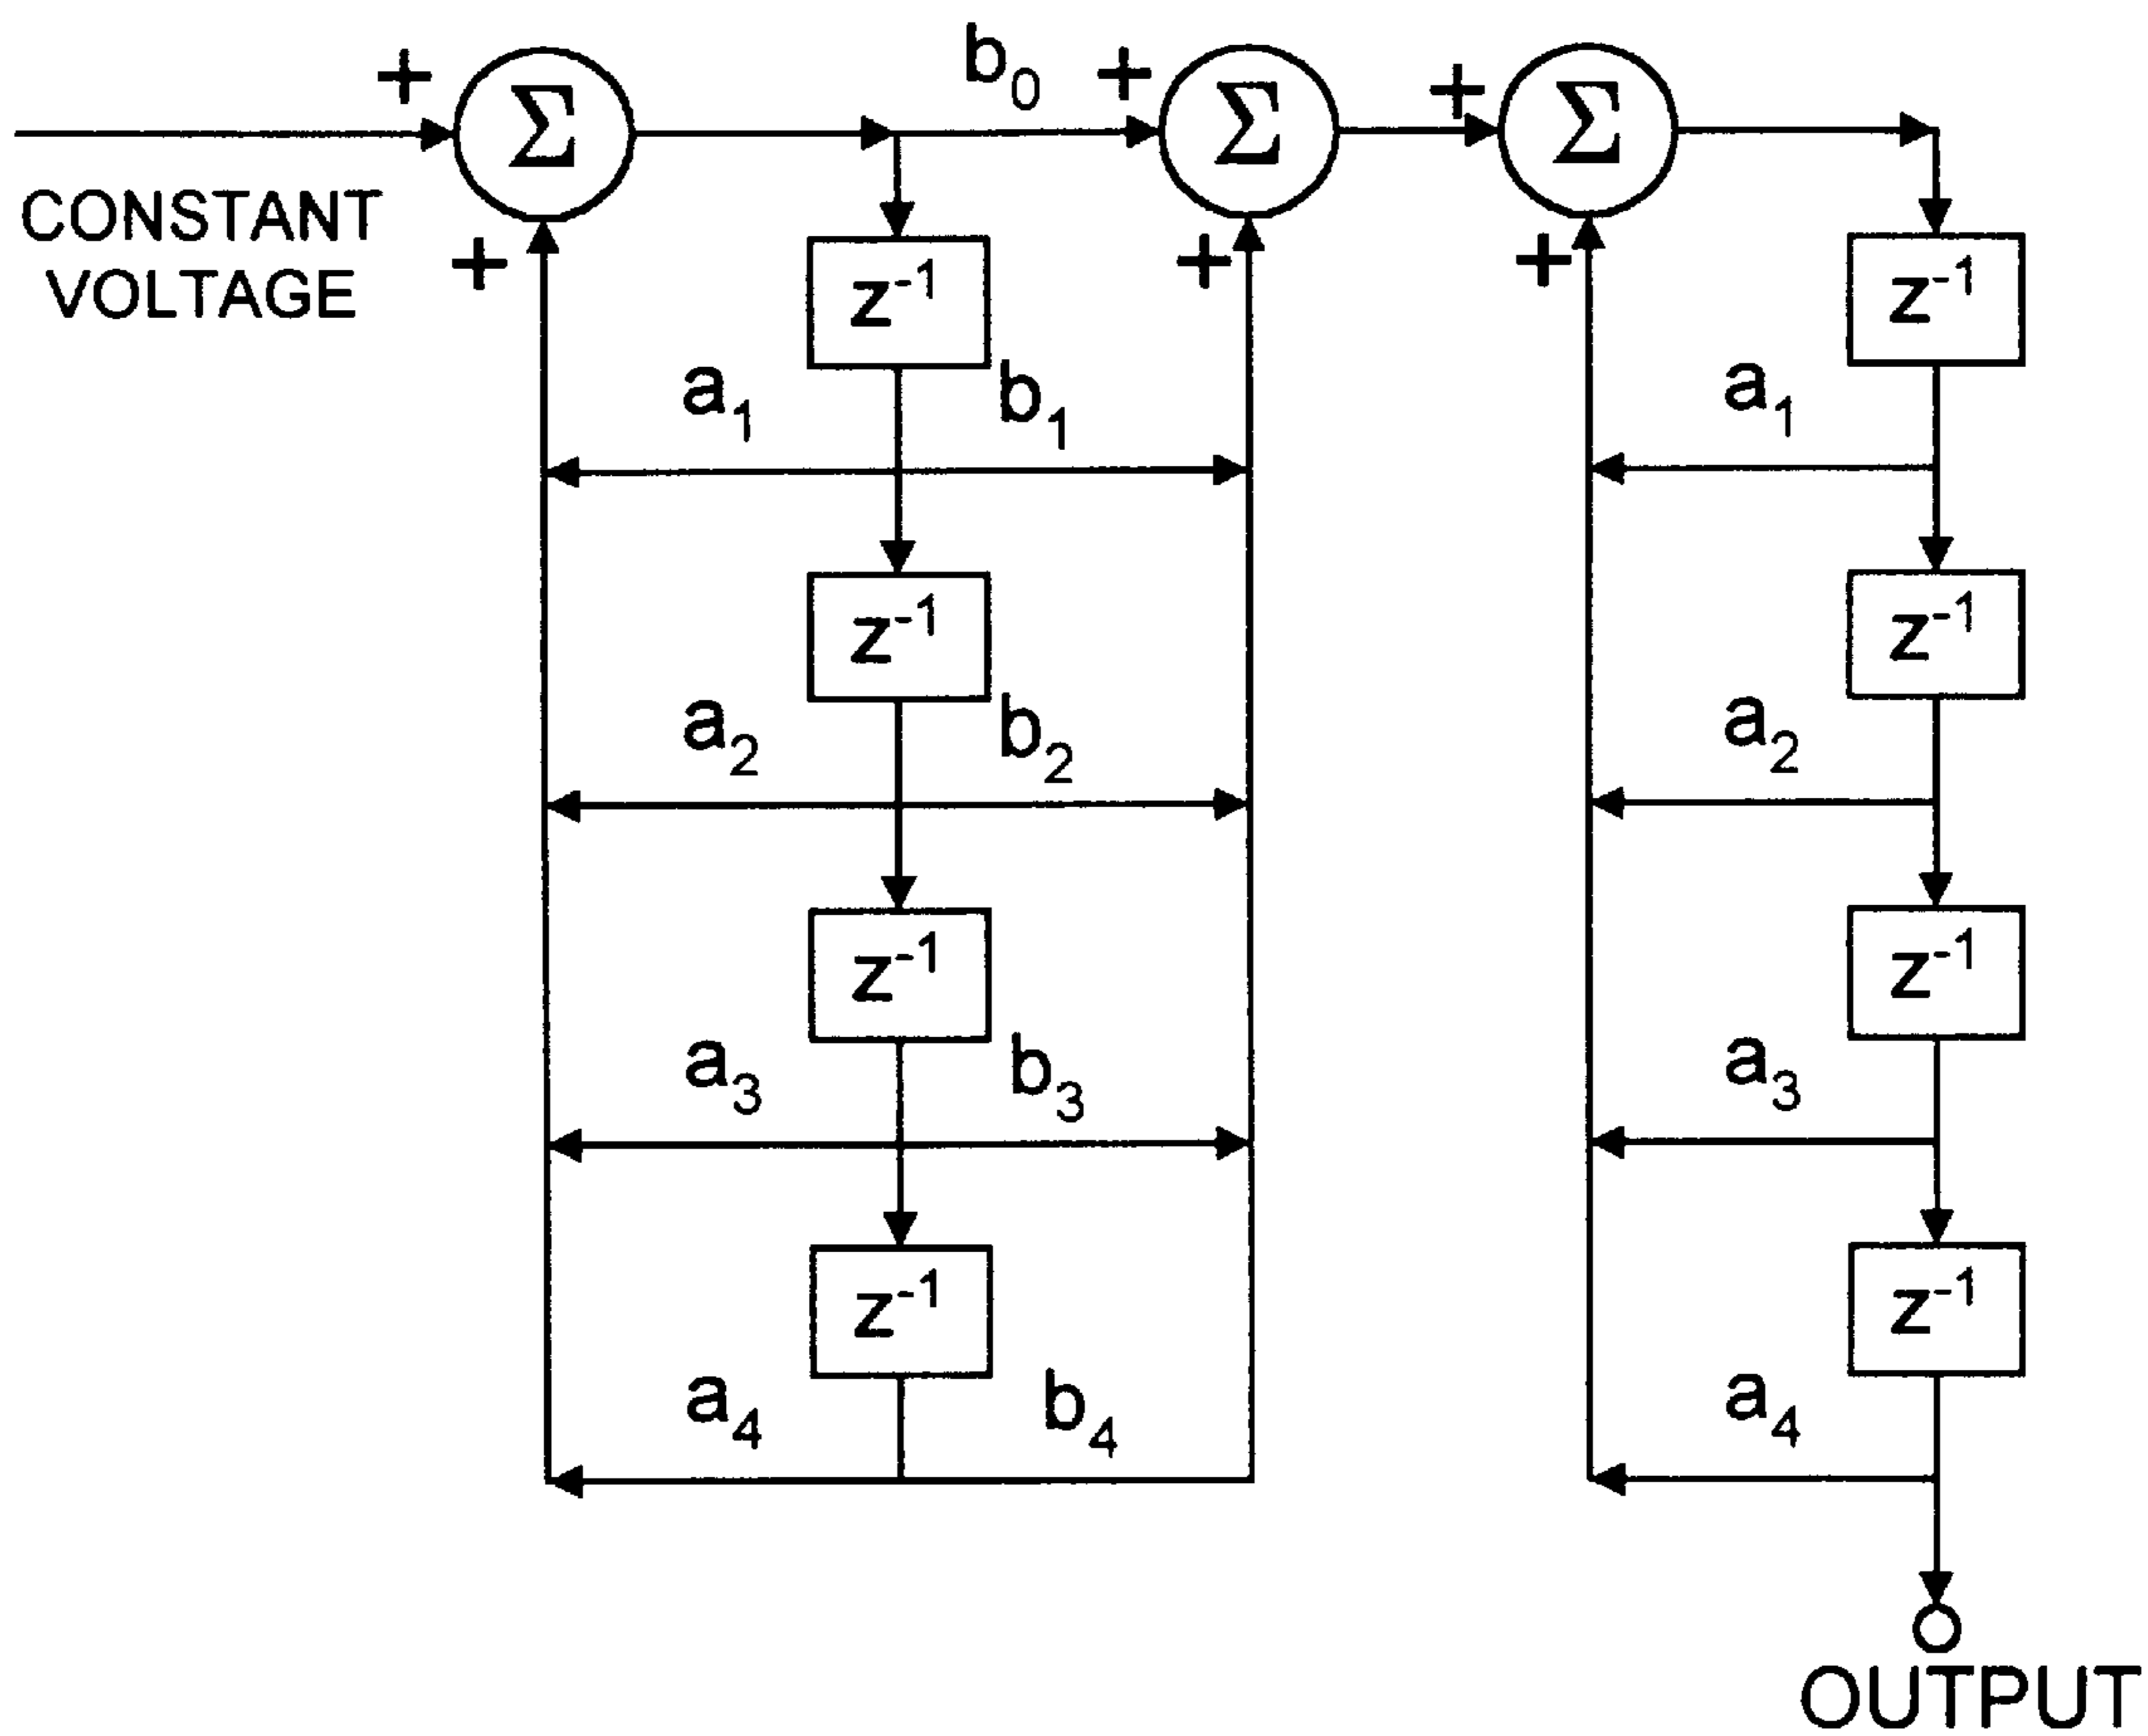 + b₀ + +
Σ Σ Σ
CONSTANT
VOLTAGE
+ + +
z⁻¹ z⁻¹
a₁ b₁ a₁
z⁻¹ z⁻¹
a₂ b₂ a₂
z⁻¹ z⁻¹
a₃ b₃ a₃
z⁻¹ z⁻¹
a₄ b₄ a₄
OUTPUT